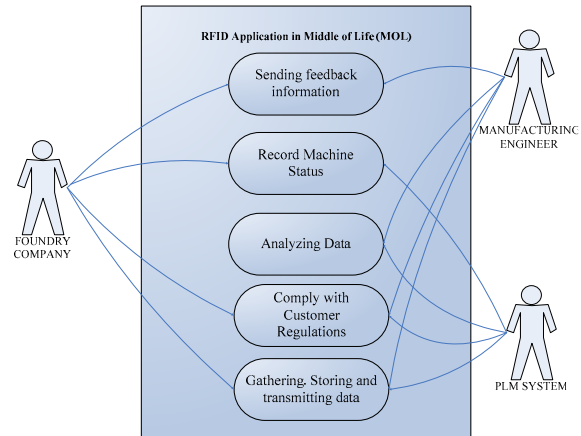 RFID Application in Middle of Life (MOL)
Sending feedback
information
MANUFACTURING
ENGINEER
Record Machine
Status
FOUNDRY
COMPANY
Analyzing Data
Comply with
Customer
Regulations
Gathering, Storing and
transmitting data
PLM SYSTEM